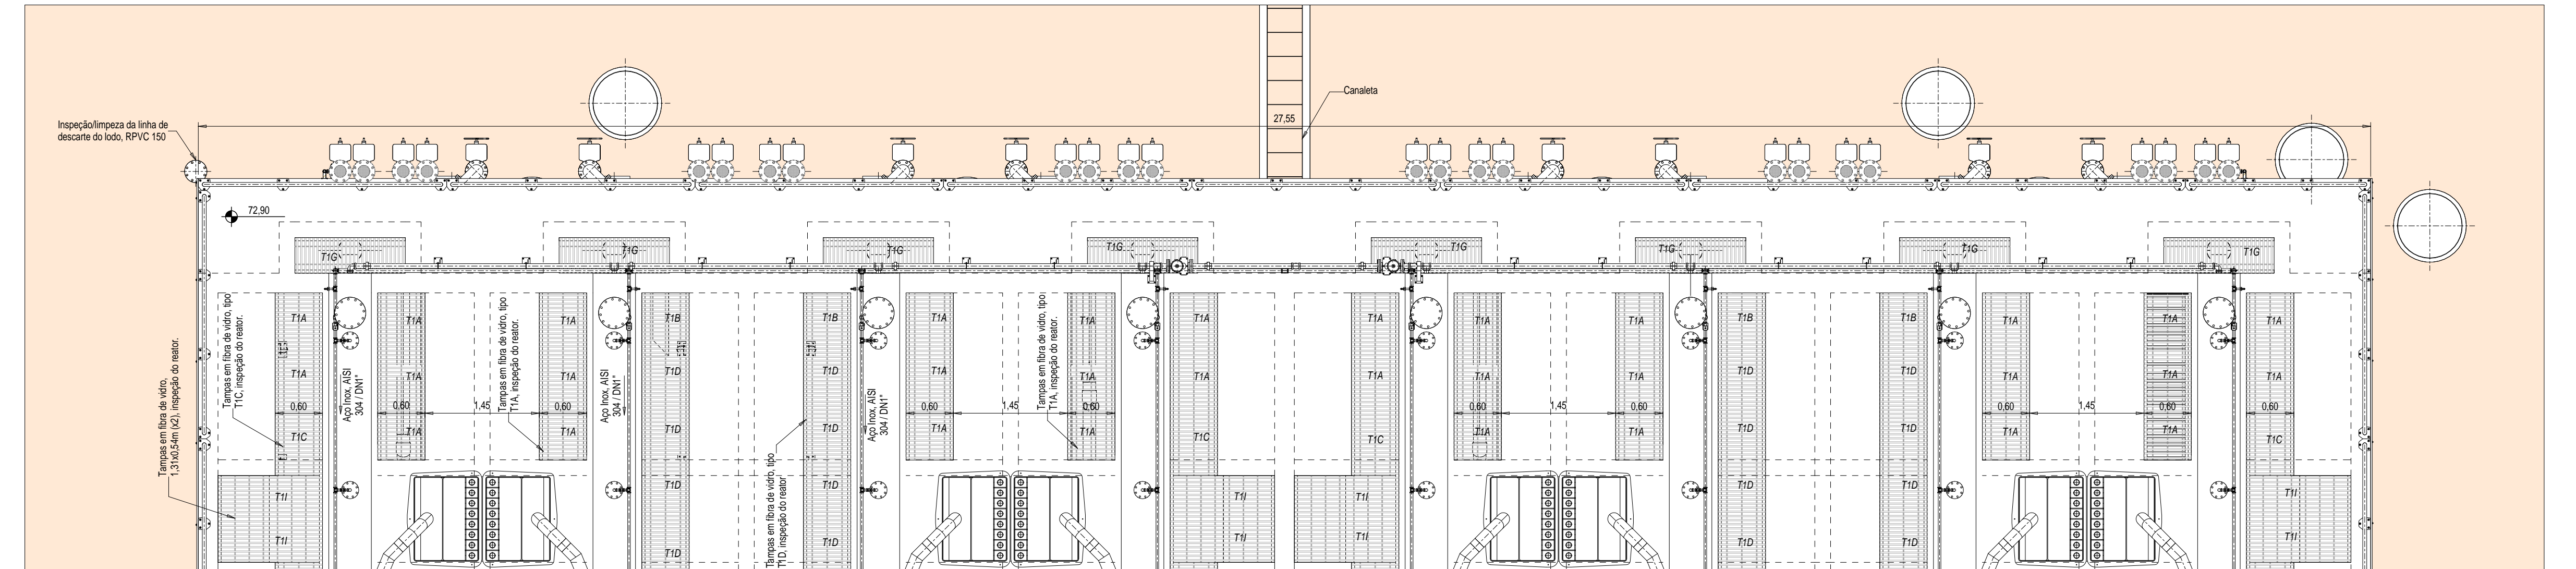 Canaleta
27,55
Inspeção/limpeza da linha de
descarte do lodo, RPVC 150
72,90
T1G
T1G
T1G
T1G
T1G
T1G
T1G
T1G
Tampas em fibra de vidro,
1,31x0,54m (x2), inspeção do reator.
Tampas em fibra de vidro, tipo
T1C, inspeção do reator.
T1A
T1A
0,60
T1C
T1I
T1I
Aço Inox, AISI
304 / DN1"
T1A
T1A
0,60
T1A
1,45
Tampas em fibra de vidro, tipo
T1A, inspeção do reator.
T1A
T1A
0,60
T1A
Aço Inox, AISI
304 / DN1"
T1B
T1D
T1D
T1D
T1D
Tampas em fibra de vidro, tipo
T1D, inspeção do reator
T1B
T1D
T1D
T1D
T1D
Aço Inox, AISI
304 / DN1"
T1A
T1A
0,60
T1A
1,45
Tampas em fibra de vidro, tipo
T1A, inspeção do reator.
T1A
T1A
0,60
T1A
T1A
T1A
T1C
T1I
T1I
T1A
T1A
T1C
T1I
T1I
T1A
T1A
0,60
T1A
1,45
T1A
T1A
0,60
T1A
T1B
T1D
T1D
T1D
T1D
T1B
T1D
T1D
T1D
T1D
T1A
T1A
0,60
T1A
1,45
T1A
T1A
0,60
T1A
T1A
T1A
0,60
T1C
T1I
T1I